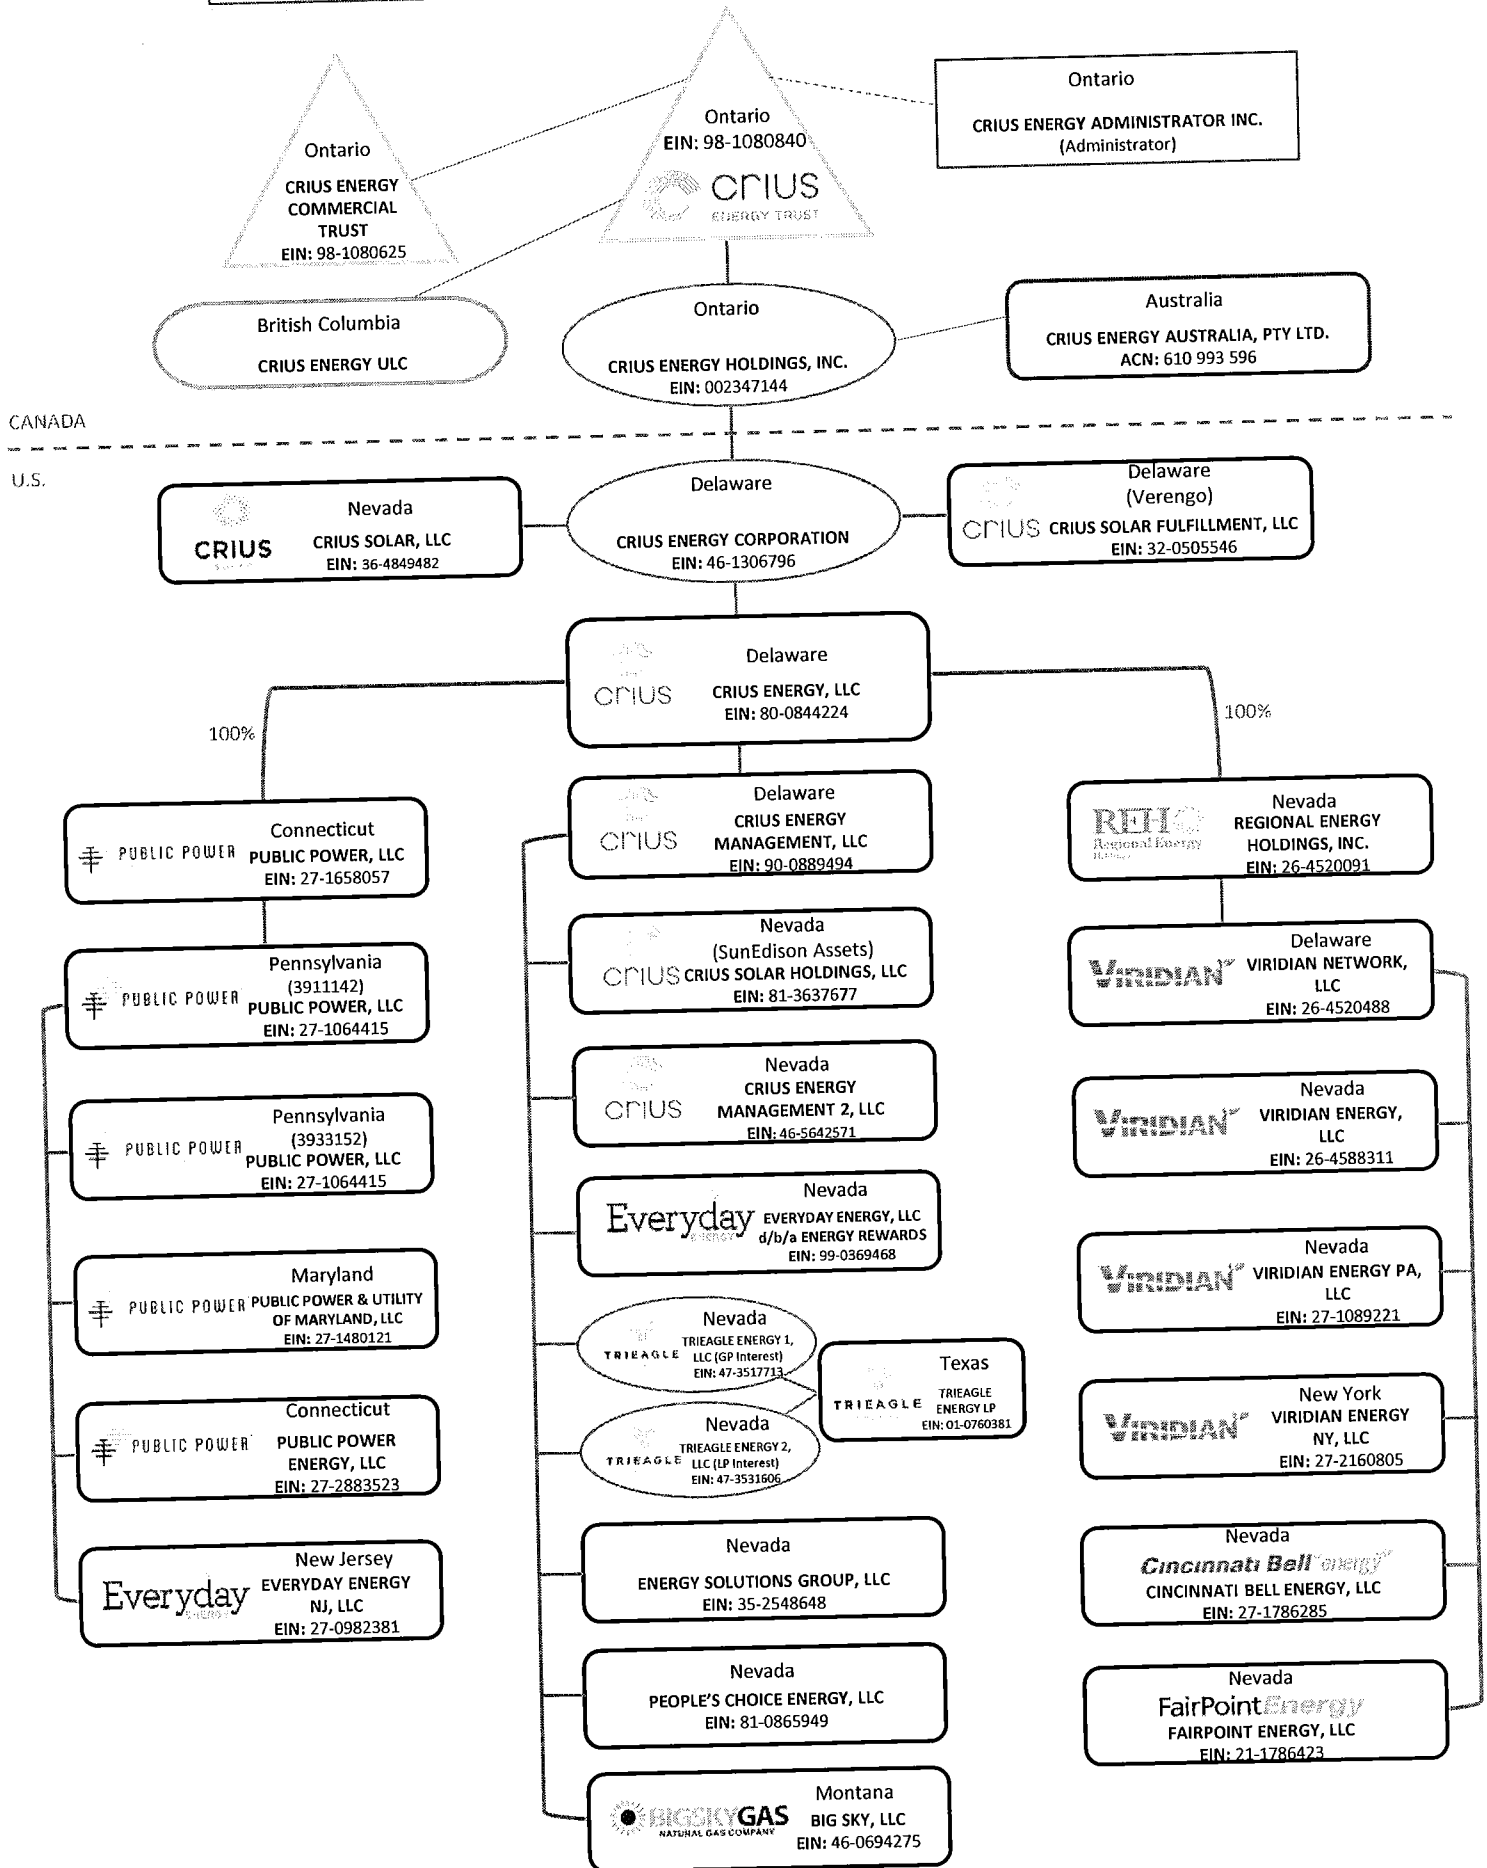 Ontario
CRIUS ENERGY
COMMERCIAL
TRUST
EIN: 98-1080625
Ontario
EIN: 98-1080840
crius
ENERGY TRUST
Ontario
CRIUS ENERGY ADMINISTRATOR INC.
(Administrator)
British Columbia
CRIUS ENERGY ULC
Ontario
CRIUS ENERGY HOLDINGS, INC.
EIN: 002347144
Australia
CRIUS ENERGY AUSTRALIA, PTY LTD.
ACN: 610 993 596
CANADA
U.S.
CRIUS
Nevada
CRIUS SOLAR, LLC
EIN: 36-4849482
Delaware
CRIUS ENERGY CORPORATION
EIN: 46-1306796
crius
Delaware
(Verengo)
CRIUS SOLAR FULFILLMENT, LLC
EIN: 32-0505546
crius
Delaware
CRIUS ENERGY, LLC
EIN: 80-0844224
100%
100%
PUBLIC POWER
Connecticut
PUBLIC POWER, LLC
EIN: 27-1658057
PUBLIC POWER
Pennsylvania
(3911142)
PUBLIC POWER, LLC
EIN: 27-1064415
PUBLIC POWER
Pennsylvania
(3933152)
PUBLIC POWER, LLC
EIN: 27-1064415
PUBLIC POWER
Maryland
PUBLIC POWER & UTILITY
OF MARYLAND, LLC
EIN: 27-1480121
PUBLIC POWER
Connecticut
PUBLIC POWER
ENERGY, LLC
EIN: 27-2883523
Everyday
ENERGY
New Jersey
EVERYDAY ENERGY
NJ, LLC
EIN: 27-0982381
crius
Delaware
CRIUS ENERGY
MANAGEMENT, LLC
EIN: 90-0889494
crius
Nevada
(SunEdison Assets)
CRIUS SOLAR HOLDINGS, LLC
EIN: 81-3637677
crius
Nevada
CRIUS ENERGY
MANAGEMENT 2, LLC
EIN: 46-5642571
Everyday
ENERGY
Nevada
EVERYDAY ENERGY, LLC
d/b/a ENERGY REWARDS
EIN: 99-0369468
TRIEAGLE
Nevada
TRIEAGLE ENERGY 1,
LLC (GP Interest)
EIN: 47-3517713
TRIEAGLE
Nevada
TRIEAGLE ENERGY 2,
LLC (LP Interest)
EIN: 47-3531606
TRIEAGLE
Texas
TRIEAGLE
ENERGY LP
EIN: 01-0760381
Nevada
ENERGY SOLUTIONS GROUP, LLC
EIN: 35-2548648
Nevada
PEOPLE'S CHOICE ENERGY, LLC
EIN: 81-0865949
BIGSKYGAS
NATURAL GAS COMPANY
Montana
BIG SKY, LLC
EIN: 46-0694275
REH
Regional Energy
Nevada
REGIONAL ENERGY
HOLDINGS, INC.
EIN: 26-4520091
VIRIDIAN
Delaware
VIRIDIAN NETWORK,
LLC
EIN: 26-4520488
VIRIDIAN
Nevada
VIRIDIAN ENERGY,
LLC
EIN: 26-4588311
VIRIDIAN
Nevada
VIRIDIAN ENERGY PA,
LLC
EIN: 27-1089221
VIRIDIAN
New York
VIRIDIAN ENERGY
NY, LLC
EIN: 27-2160805
Nevada
Cincinnati Bell energy
CINCINNATI BELL ENERGY, LLC
EIN: 27-1786285
Nevada
FairPoint Energy
FAIRPOINT ENERGY, LLC
EIN: 21-1786423